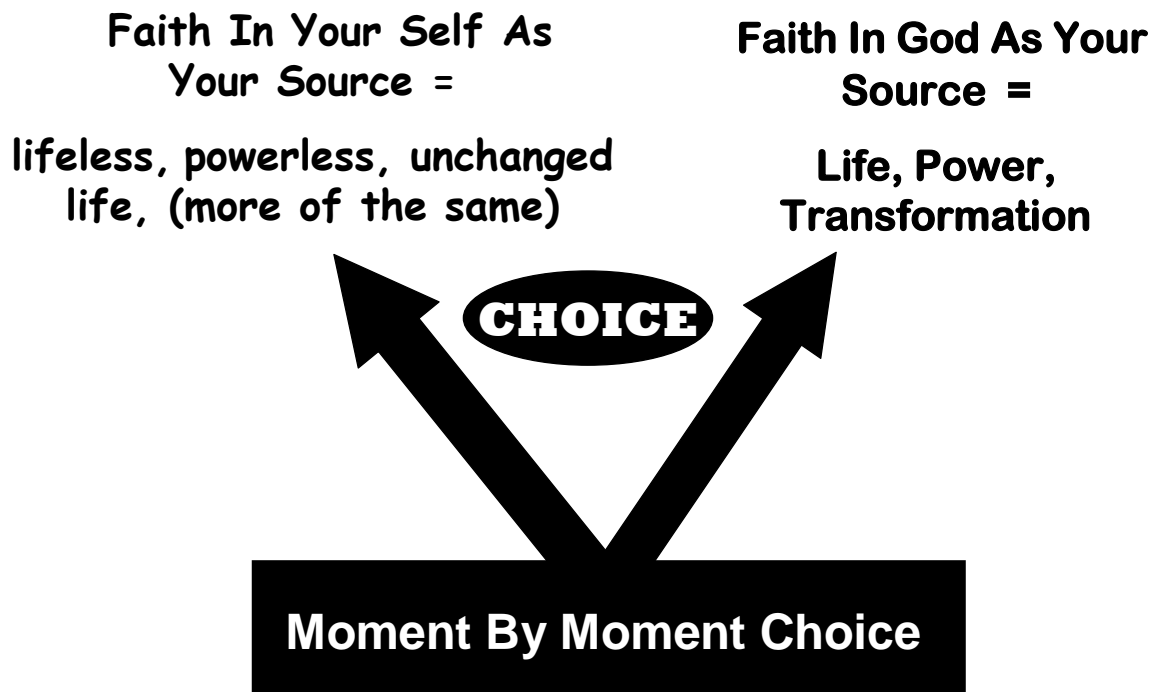 Faith In Your Self As
Your Source =
lifeless, powerless, unchanged
life, (more of the same)
Faith In God As Your
Source =
Life, Power,
Transformation
CHOICE
Moment By Moment Choice